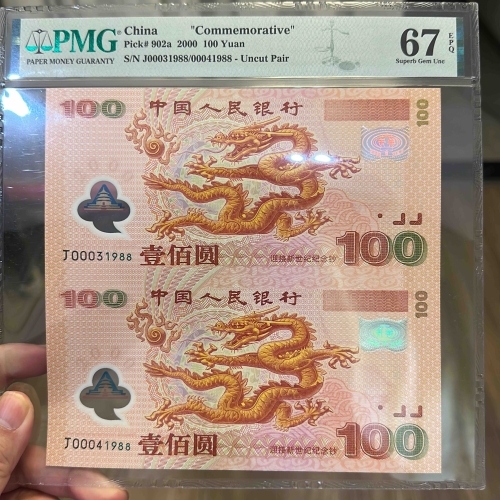 PMG
PAPER MONEY GUARANTY
China "Commemorative"
Pick# 902a 2000 100 Yuan
S/N J00031988/00041988 - Uncut Pair
67 EPQ
Superb Gem Unc
100 中国人民银行 100
J00031988 壹佰圆 迎接新世纪纪念钞 100
100 中国人民银行 100
J00041988 壹佰圆 迎接新世纪纪念钞 100